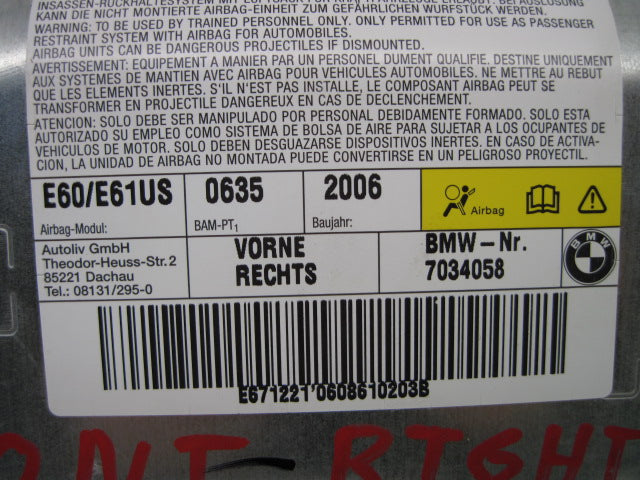 INSASSEN-RÜCKHALTESYSTEM
KANN DIE NICHT MONTIERTE AIRBAG-EINHEIT ZUM GEFÄHRLICHEN WURFSTÜCK WERDEN.
WARNING: TO BE USED BY TRAINED PERSONNEL ONLY. ONLY PERMITTED FOR USE AS PASSENGER
RESTRAINT SYSTEM WITH AIRBAG FOR AUTOMOBILES.
AIRBAG UNITS CAN BE DANGEROUS PROJECTILES IF DISMOUNTED.
AVERTISSEMENT: EQUIPEMENT A MANIER PAR UN PERSONEL DUMENT QUALIFIE. DESTINE UNIQUEMENT
AUX SYSTEMES DE MANTIEN AVEC AIRBAG POUR VEHICULES AUTOMOBILES. NE METTRE AU REBUT
QUE LES ELEMENTS INERTES. S'IL N'EST PAS INSTALLE, LE COMPOSANT AIRBAG PEUT SE
TRANSFORMER EN PROJECTILE DANGEREUX EN CAS DE DECLENCHEMENT.
ATENCION: SOLO DEBE SER MANIPULADO POR PERSONAL DEBIDAMENTE FORMADO. SOLO ESTA
AUTORIZADO SU EMPLEO COMO SISTEMA DE BOLSA DE AIRE PARA SUJETAR A LOS OCUPANTES DE
VEHICULOS DE MOTOR. SOLO DEBEN DESGUAZARSE DISPOSITIVOS INERTES. EN CASO DE ACTIVA-
CION, LA UNIDAD DE AIRBAG NO MONTADA PUEDE CONVERTIRSE EN UN PELIGROSO PROYECTIL.
E60/E61US 0635 2006
Airbag-Modul: BAM-PT1 Baujahr: Airbag
Autoliv GmbH
Theodor-Heuss-Str. 2
85221 Dachau
Tel.: 08131/295-0
VORNE
RECHTS
BMW-Nr.
7034058
BMW
E671221'0608610203B
FRONT - RIGHT